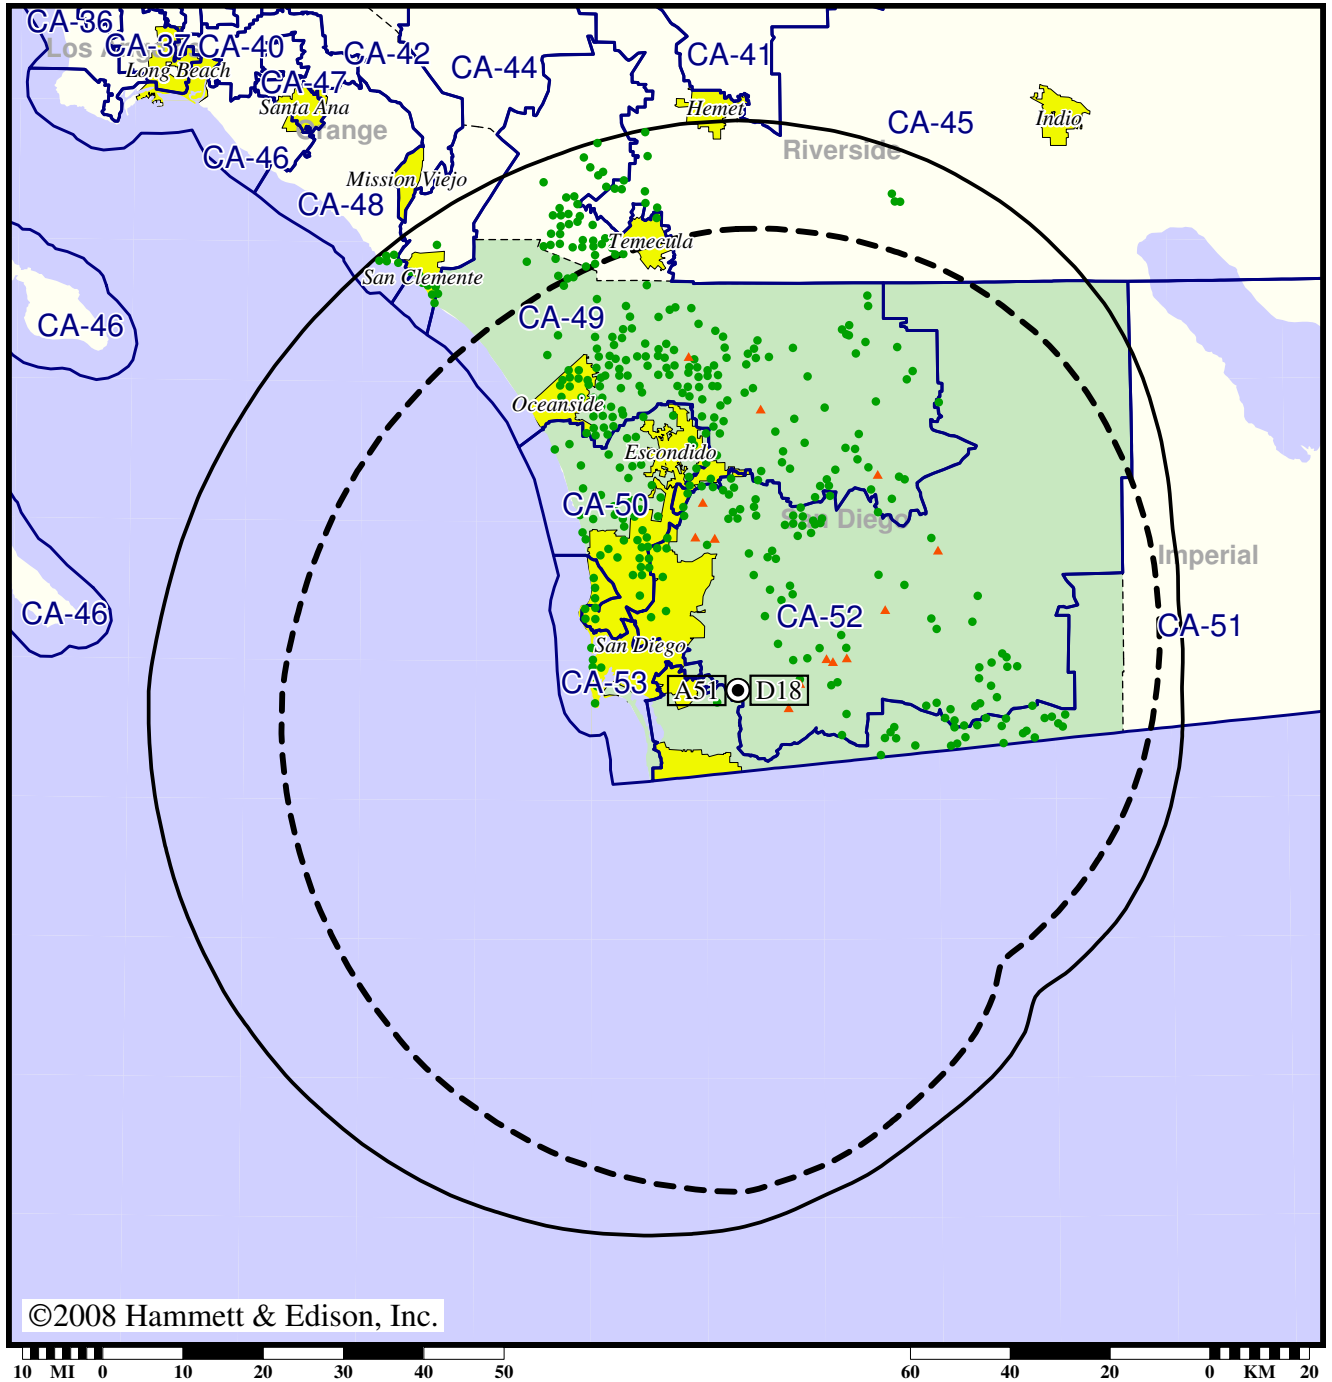 CA-36
CA-37
CA-40
CA-42
CA-44
CA-41
CA-45
Los
Long Beach
CA-47
Santa Ana
Orange
Hemet
Indio
Riverside
CA-46
Mission Viejo
CA-48
Temecula
San Clemente
CA-49
CA-46
Oceanside
Escondido
CA-50
San Diego
Imperial
CA-46
CA-52
CA-51
San Diego
CA-53
A51
D18
©2008 Hammett & Edison, Inc.
10 MI 0 10 20 30 40 50 60 40 20 0 KM 20